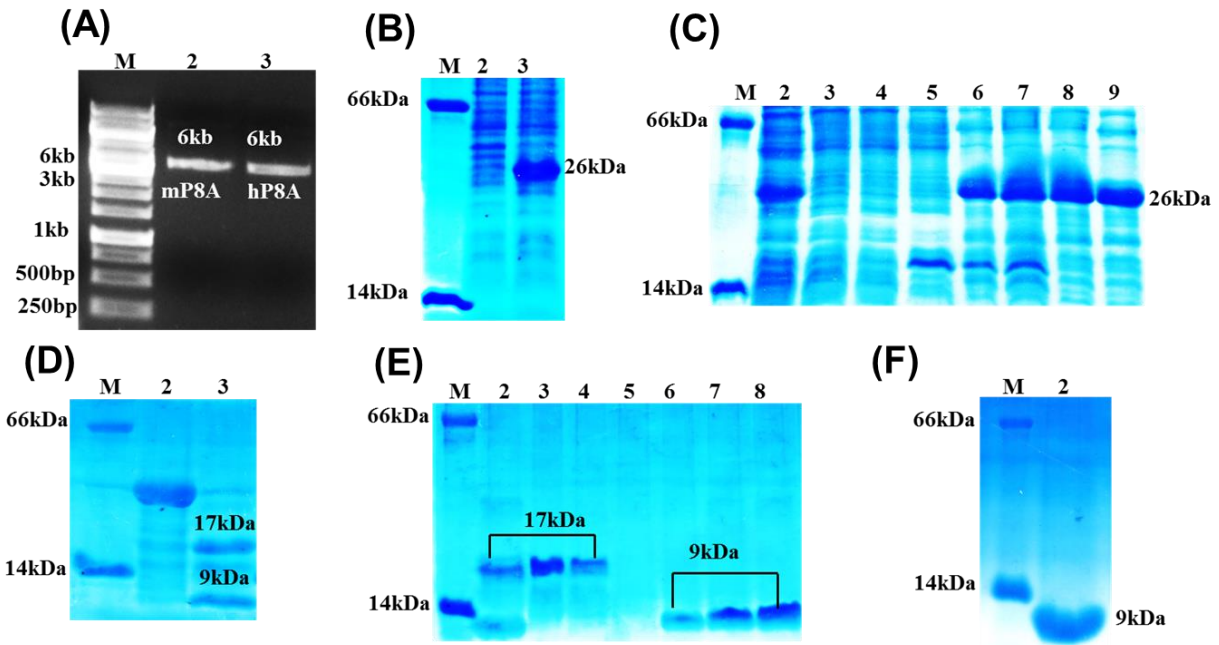 (A)
M 2 3
6kb 6kb
6kb
3kb
mP8A hP8A
1kb
500bp
250bp
(B)
M 2 3
66kDa
26kDa
14kDa
(C)
M 2 3 4 5 6 7 8 9
66kDa
26kDa
14kDa
(D)
M 2 3
66kDa
17kDa
14kDa
9kDa
(E)
M 2 3 4 5 6 7 8
66kDa
17kDa
9kDa
14kDa
(F)
M 2
66kDa
14kDa
9kDa